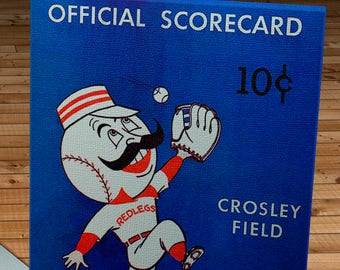 OFFICIAL SCORECARD
10¢
REDLEGS
CROSLEY
FIELD